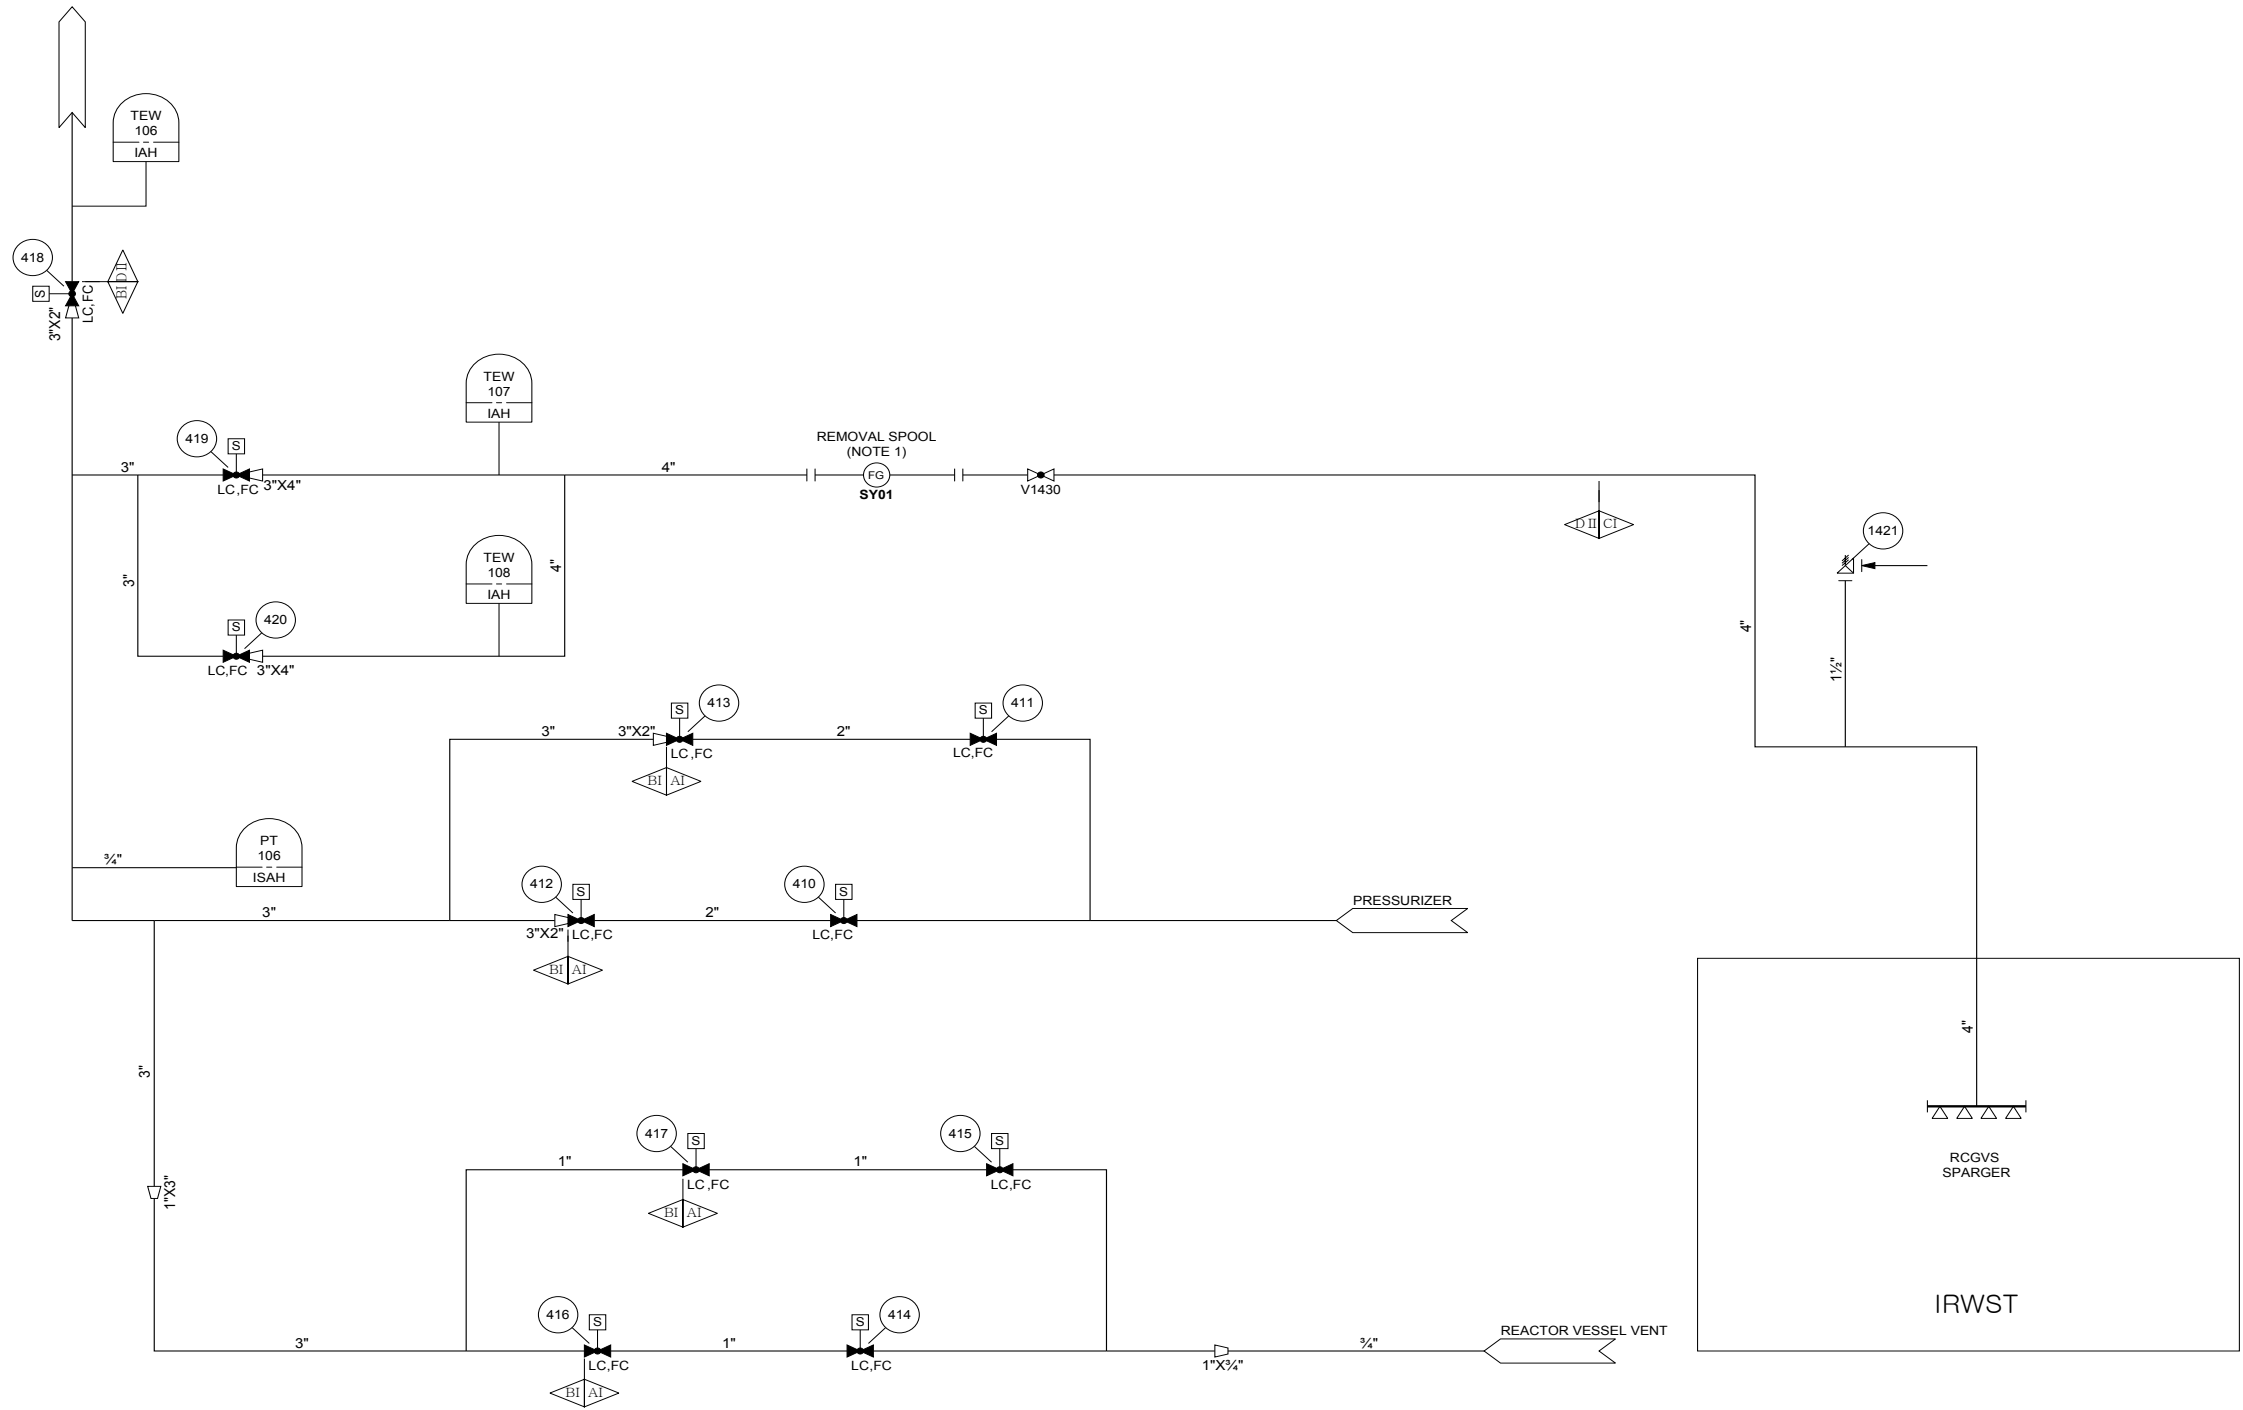 TEW
106
IAH
418
S
LC,FC
BI D II
3"X2"
TEW
107
IAH
419
S
3"
LC,FC
3"X4"
4"
REMOVAL SPOOL
(NOTE 1)
FG
SY01
V1430
D II CI
1421
TEW
108
IAH
3"
4"
420
S
LC,FC
3"X4"
4"
1½"
413
S
3"
3"X2"
LC,FC
2"
411
S
LC,FC
BI AI
PT
106
ISAH
¾"
3"
412
S
3"X2"
LC,FC
2"
410
S
LC,FC
PRESSURIZER
BI AI
3"
4"
1"X3"
417
S
1"
LC,FC
1"
415
S
LC,FC
BI AI
RCGVS
SPARGER
IRWST
3"
416
S
LC,FC
1"
414
S
LC,FC
1"X¾"
¾"
REACTOR VESSEL VENT
BI AI